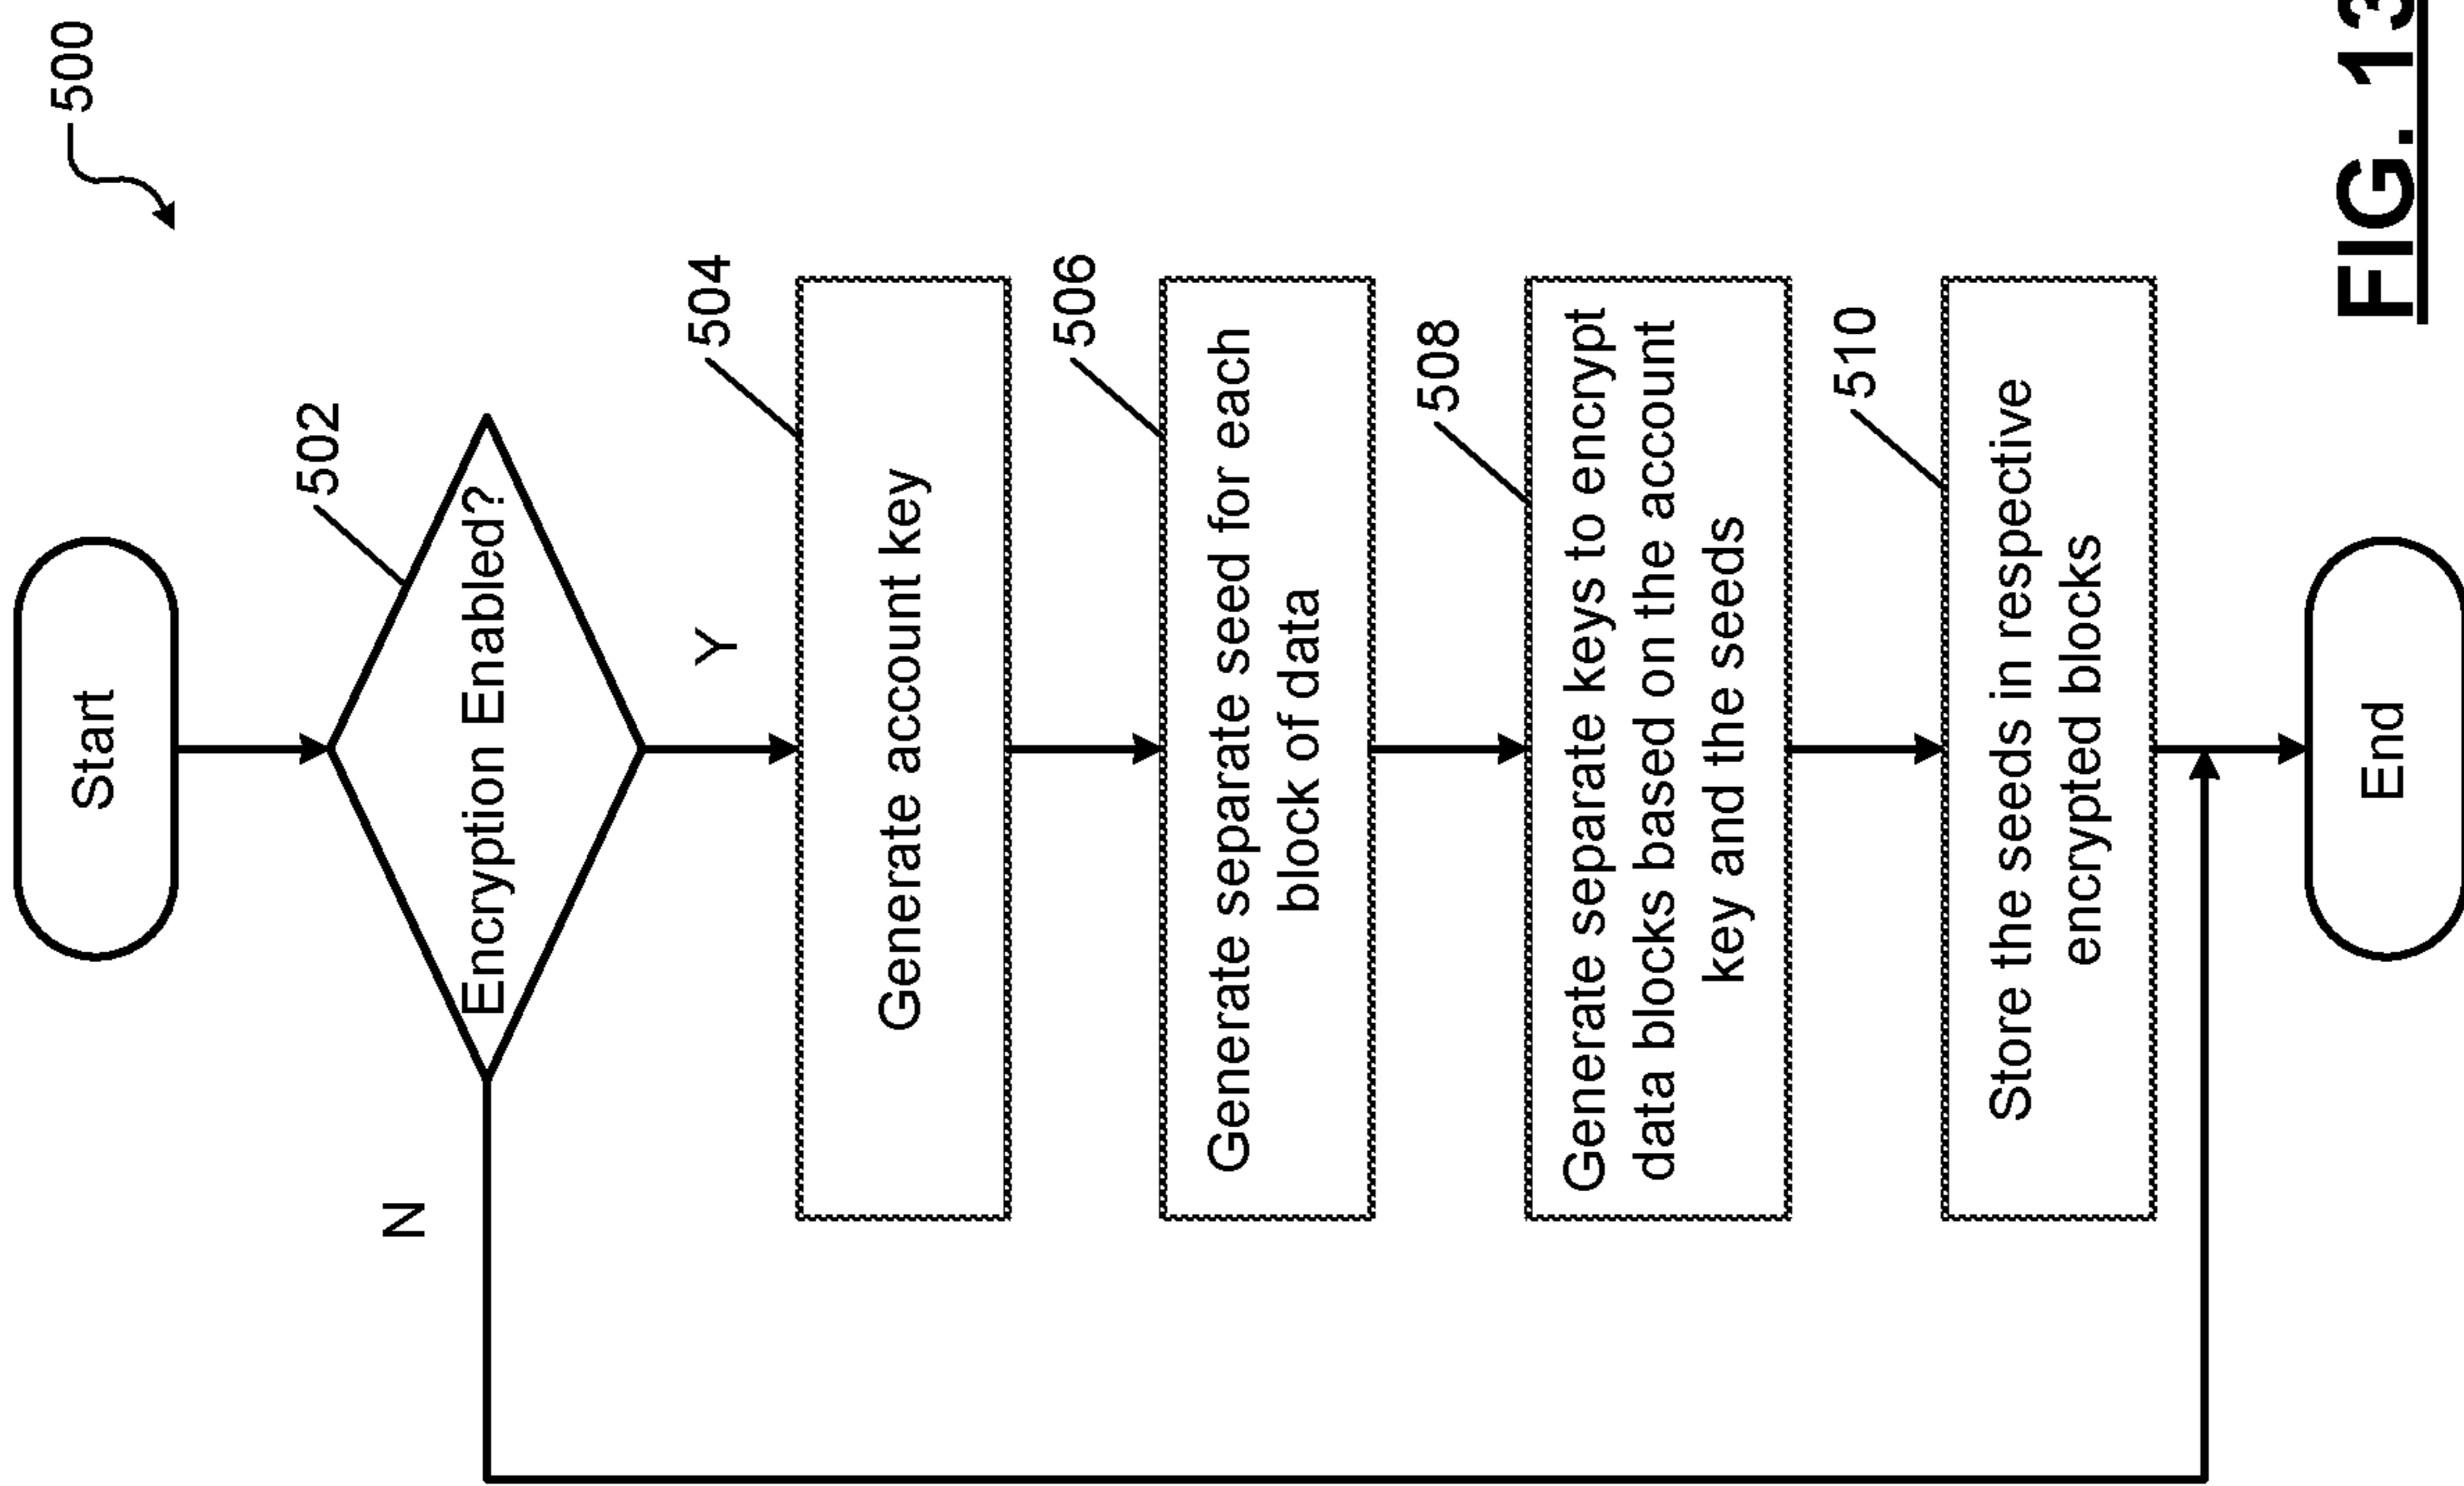 500
Start
502
Encryption Enabled?
N
Y
504
Generate account key
506
Generate separate seed for each
block of data
508
Generate separate keys to encrypt
data blocks based on the account
key and the seeds
510
Store the seeds in respective
encrypted blocks
End
FIG. 13